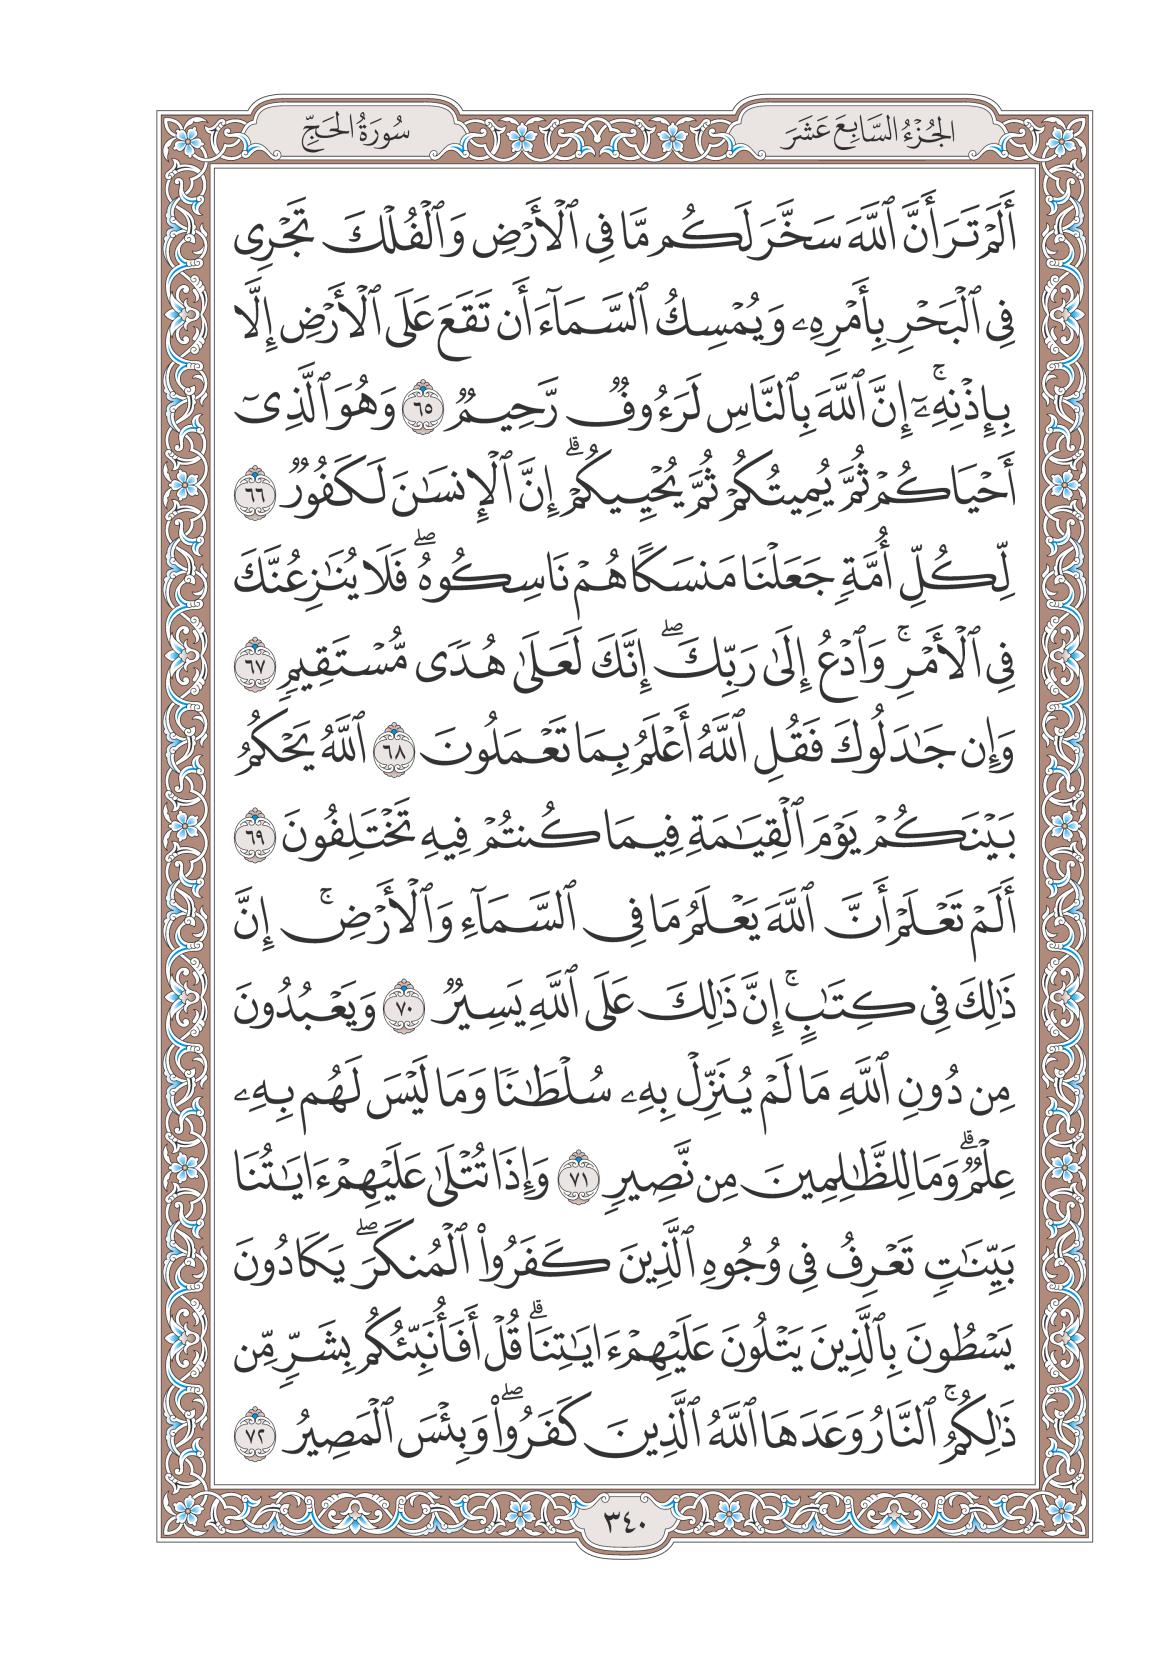 الجُزْءُ السَّابِعَ عَشَرَ
سُورَةُ الحَجِّ
أَلَمْ تَرَ أَنَّ ٱللَّهَ سَخَّرَ لَكُم مَّا فِى ٱلْأَرْضِ وَٱلْفُلْكَ تَجْرِى
فِى ٱلْبَحْرِ بِأَمْرِهِۦ وَيُمْسِكُ ٱلسَّمَآءَ أَن تَقَعَ عَلَى ٱلْأَرْضِ إِلَّا
بِإِذْنِهِۦٓ ۚ إِنَّ ٱللَّهَ بِٱلنَّاسِ لَرَءُوفٌ رَّحِيمٌ ٦٥ وَهُوَ ٱلَّذِىٓ
أَحْيَاكُمْ ثُمَّ يُمِيتُكُمْ ثُمَّ يُحْيِيكُمْ ۗ إِنَّ ٱلْإِنسَٰنَ لَكَفُورٌ ٦٦
لِّكُلِّ أُمَّةٍ جَعَلْنَا مَنسَكًا هُمْ نَاسِكُوهُ ۖ فَلَا يُنَٰزِعُنَّكَ
فِى ٱلْأَمْرِ ۚ وَٱدْعُ إِلَىٰ رَبِّكَ ۖ إِنَّكَ لَعَلَىٰ هُدًى مُّسْتَقِيمٍ ٦٧
وَإِن جَٰدَلُوكَ فَقُلِ ٱللَّهُ أَعْلَمُ بِمَا تَعْمَلُونَ ٦٨ ٱللَّهُ يَحْكُمُ
بَيْنَكُمْ يَوْمَ ٱلْقِيَٰمَةِ فِيمَا كُنتُمْ فِيهِ تَخْتَلِفُونَ ٦٩
أَلَمْ تَعْلَمْ أَنَّ ٱللَّهَ يَعْلَمُ مَا فِى ٱلسَّمَآءِ وَٱلْأَرْضِ ۚ إِنَّ
ذَٰلِكَ فِى كِتَٰبٍ ۚ إِنَّ ذَٰلِكَ عَلَى ٱللَّهِ يَسِيرٌ ٧٠ وَيَعْبُدُونَ
مِن دُونِ ٱللَّهِ مَا لَمْ يُنَزِّلْ بِهِۦ سُلْطَٰنًا وَمَا لَيْسَ لَهُم بِهِۦ
عِلْمٌ ۗ وَمَا لِلظَّٰلِمِينَ مِن نَّصِيرٍ ٧١ وَإِذَا تُتْلَىٰ عَلَيْهِمْ ءَايَٰتُنَا
بَيِّنَٰتٍ تَعْرِفُ فِى وُجُوهِ ٱلَّذِينَ كَفَرُوا۟ ٱلْمُنكَرَ ۖ يَكَادُونَ
يَسْطُونَ بِٱلَّذِينَ يَتْلُونَ عَلَيْهِمْ ءَايَٰتِنَا ۗ قُلْ أَفَأُنَبِّئُكُم بِشَرٍّ مِّن
ذَٰلِكُمُ ۚ ٱلنَّارُ وَعَدَهَا ٱللَّهُ ٱلَّذِينَ كَفَرُوا۟ ۖ وَبِئْسَ ٱلْمَصِيرُ ٧٢
٣٤٠